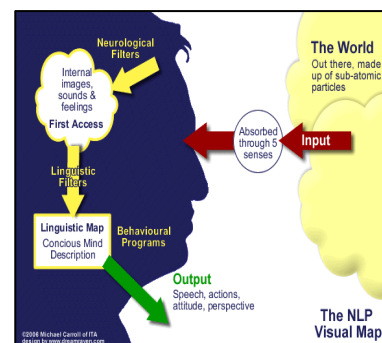 Neurological
Filters
Internal
images,
sounds &
feelings
First Access
Linguistic
Filters
Linguistic Map
Concious Mind
Description
Behavioural
Programs
Output
Speech, actions,
attitude, perspective
Absorbed
through 5
senses
Input
The World
Out there, made
up of sub-atomic
particles
The NLP
Visual Map
©2006 Michael Carroll of ITA
design by www.dreamraven.com